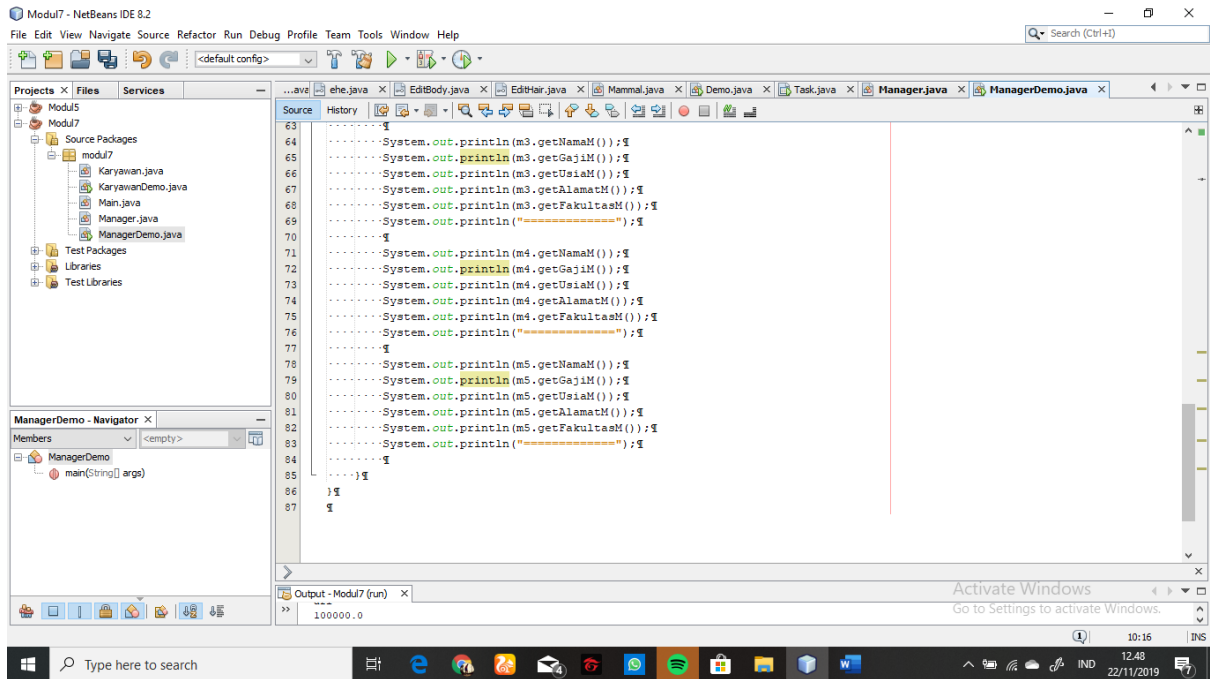 Modul7 - NetBeans IDE 8.2
File Edit View Navigate Source Refactor Run Debug Profile Team Tools Window Help
Search (Ctrl+I)
<default config>
Projects Files Services
Modul5
Modul7
Source Packages
modul7
Karyawan.java
KaryawanDemo.java
Main.java
Manager.java
ManagerDemo.java
Test Packages
Libraries
Test Libraries
...ava ehe.java EditBody.java EditHair.java Mammal.java Demo.java Task.java Manager.java ManagerDemo.java
Source History
63 ········¶
64 ········System.out.println(m3.getNamaM());¶
65 ········System.out.println(m3.getGajiM());¶
66 ········System.out.println(m3.getUsiaM());¶
67 ········System.out.println(m3.getAlamatM());¶
68 ········System.out.println(m3.getFakultasM());¶
69 ········System.out.println("=============");¶
70 ········¶
71 ········System.out.println(m4.getNamaM());¶
72 ········System.out.println(m4.getGajiM());¶
73 ········System.out.println(m4.getUsiaM());¶
74 ········System.out.println(m4.getAlamatM());¶
75 ········System.out.println(m4.getFakultasM());¶
76 ········System.out.println("=============");¶
77 ········¶
78 ········System.out.println(m5.getNamaM());¶
79 ········System.out.println(m5.getGajiM());¶
80 ········System.out.println(m5.getUsiaM());¶
81 ········System.out.println(m5.getAlamatM());¶
82 ········System.out.println(m5.getFakultasM());¶
83 ········System.out.println("=============");¶
84 ········¶
85 ····}¶
86 }¶
87 ¶
ManagerDemo - Navigator
Members <empty>
ManagerDemo
main(String[] args)
Output - Modul7 (run)
100000.0
Activate Windows
Go to Settings to activate Windows.
1 10:16 INS
Type here to search
4
IND
12.48
22/11/2019
7